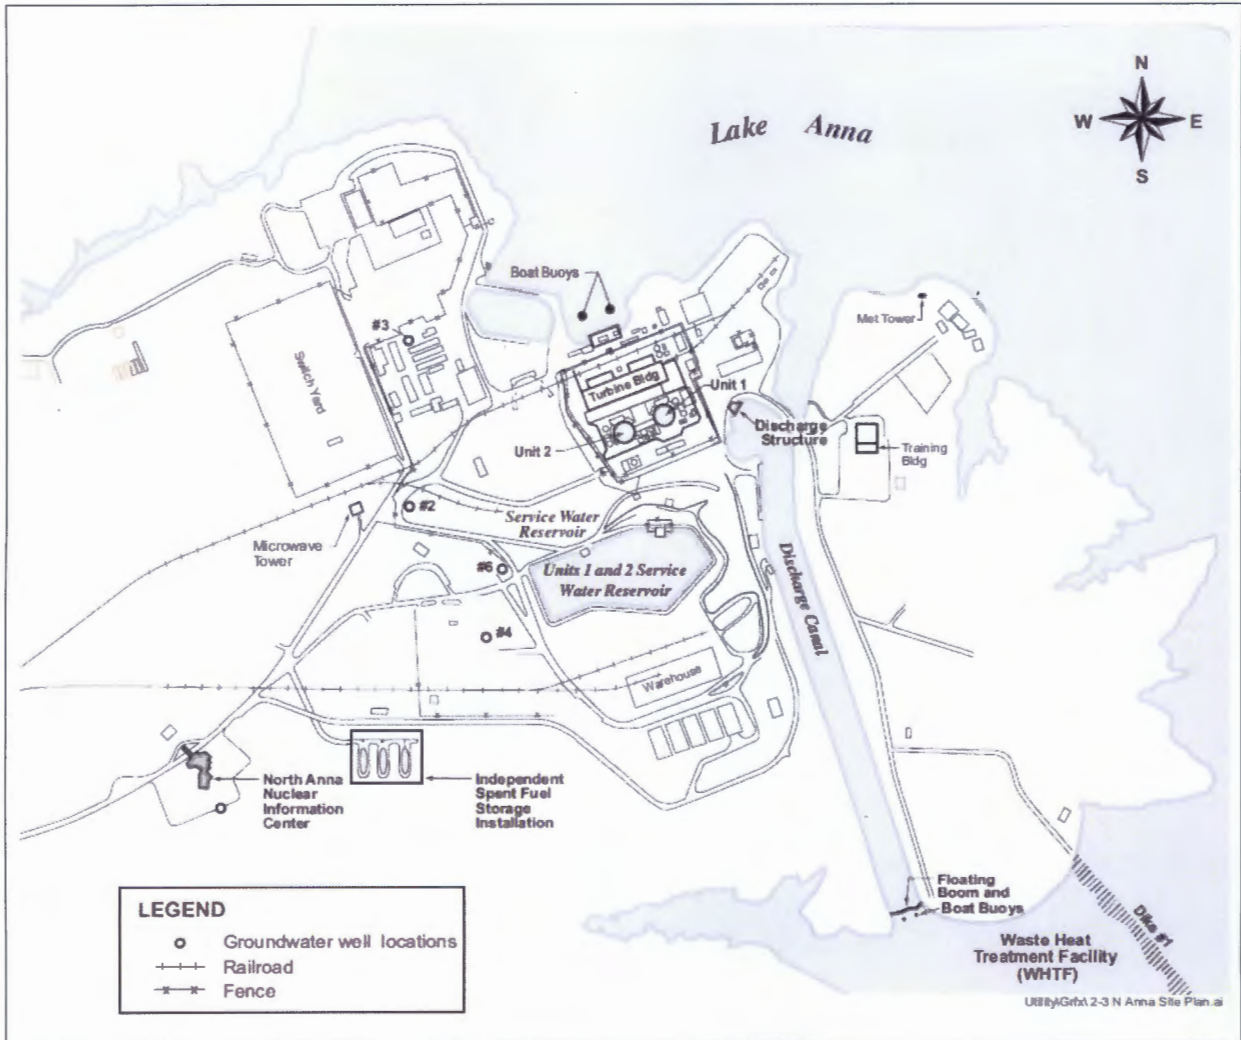 N
W E
S
Lake Anna
Boat Buoys
Met Tower
#3
Switch Yard
Turbine Bldg
Unit 1
Discharge
Structure
Unit 2
Training
Bldg
#2
Service Water
Reservoir
Microwave
Tower
#6
Units 1 and 2 Service
Water Reservoir
Discharge Canal
#4
Warehouse
North Anna
Nuclear
Information
Center
Independent
Spent Fuel
Storage
Installation
Floating
Boom and
Boat Buoys
Dike #1
Waste Heat
Treatment Facility
(WHTF)
LEGEND
Groundwater well locations
Railroad
Fence
Utility\Grfx\ 2-3 N Anna Site Plan.ai